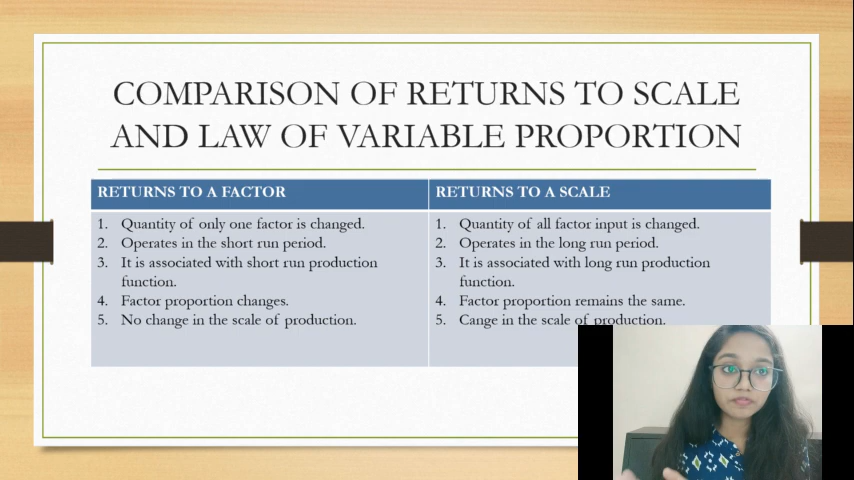 COMPARISON OF RETURNS TO SCALE
AND LAW OF VARIABLE PROPORTION
RETURNS TO A FACTOR
1. Quantity of only one factor is changed.
2. Operates in the short run period.
3. It is associated with short run production
function.
4. Factor proportion changes.
5. No change in the scale of production.
RETURNS TO A SCALE
1. Quantity of all factor input is changed.
2. Operates in the long run period.
3. It is associated with long run production
function.
4. Factor proportion remains the same.
5. Cange in the scale of production.